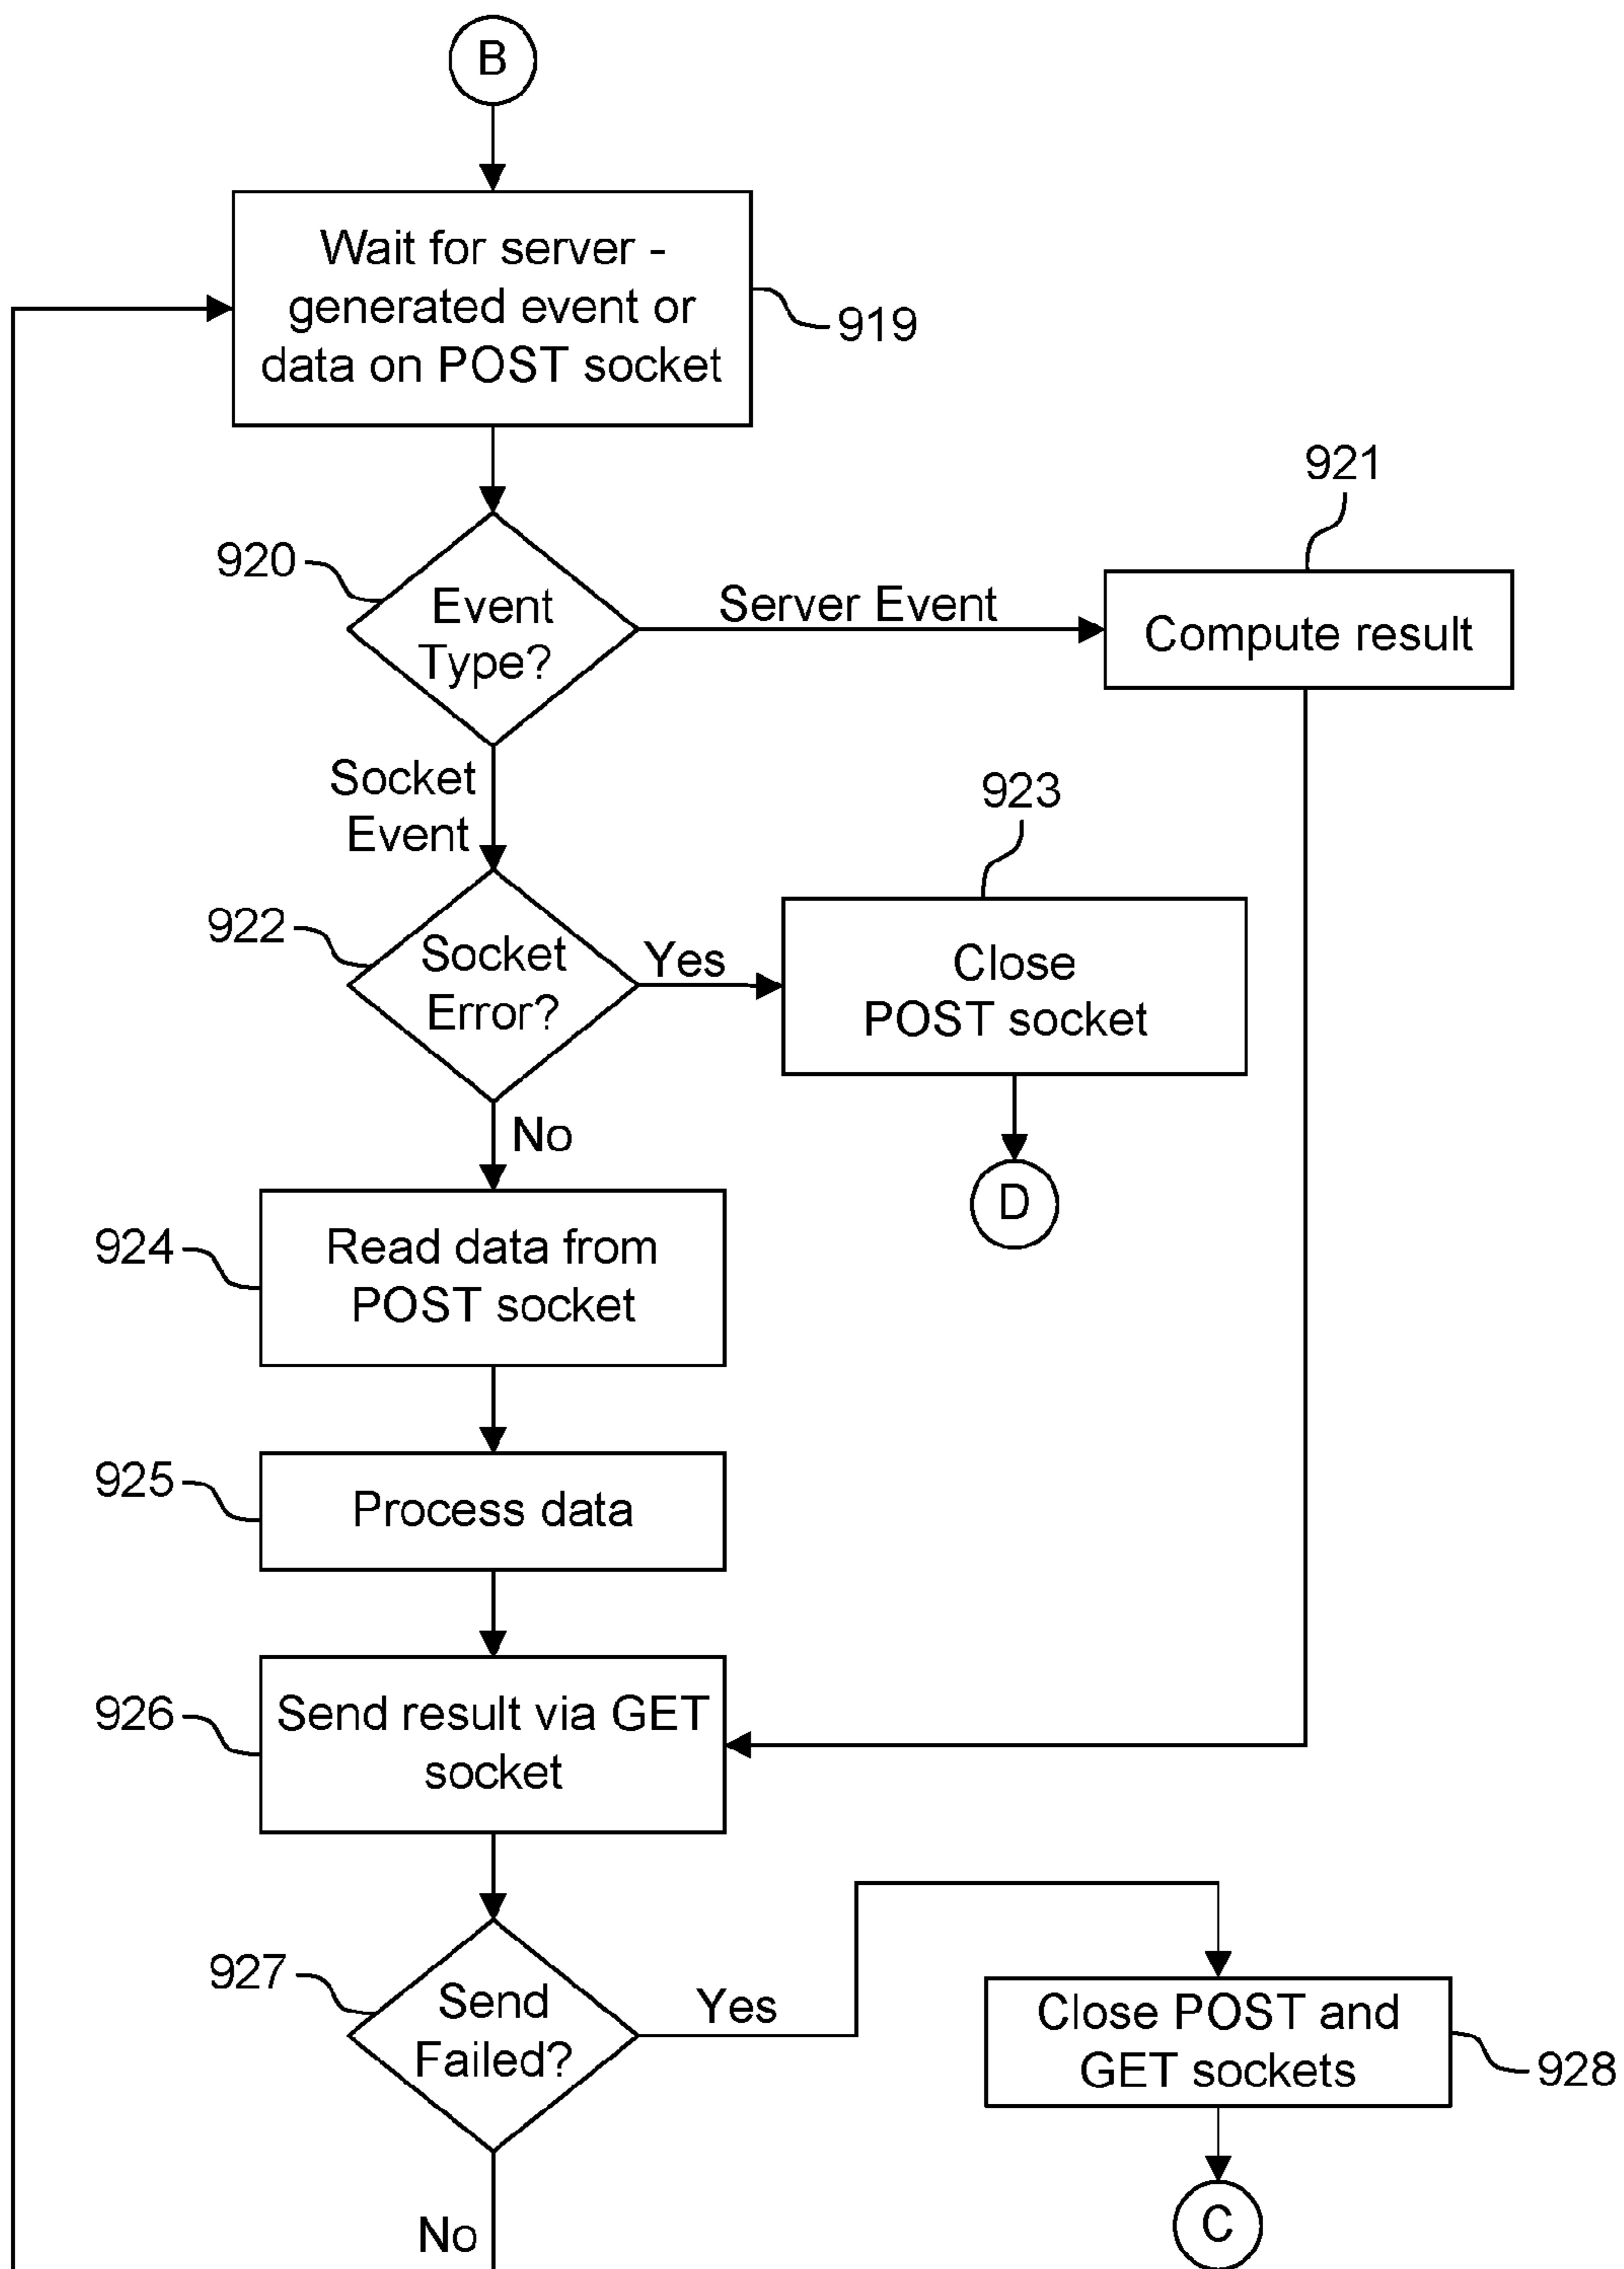 B
Wait for server -
generated event or
data on POST socket
919
920
Event
Type?
Server Event
921
Compute result
Socket
Event
922
Socket
Error?
Yes
923
Close
POST socket
No
D
924
Read data from
POST socket
925
Process data
926
Send result via GET
socket
927
Send
Failed?
Yes
Close POST and
GET sockets
928
No
C